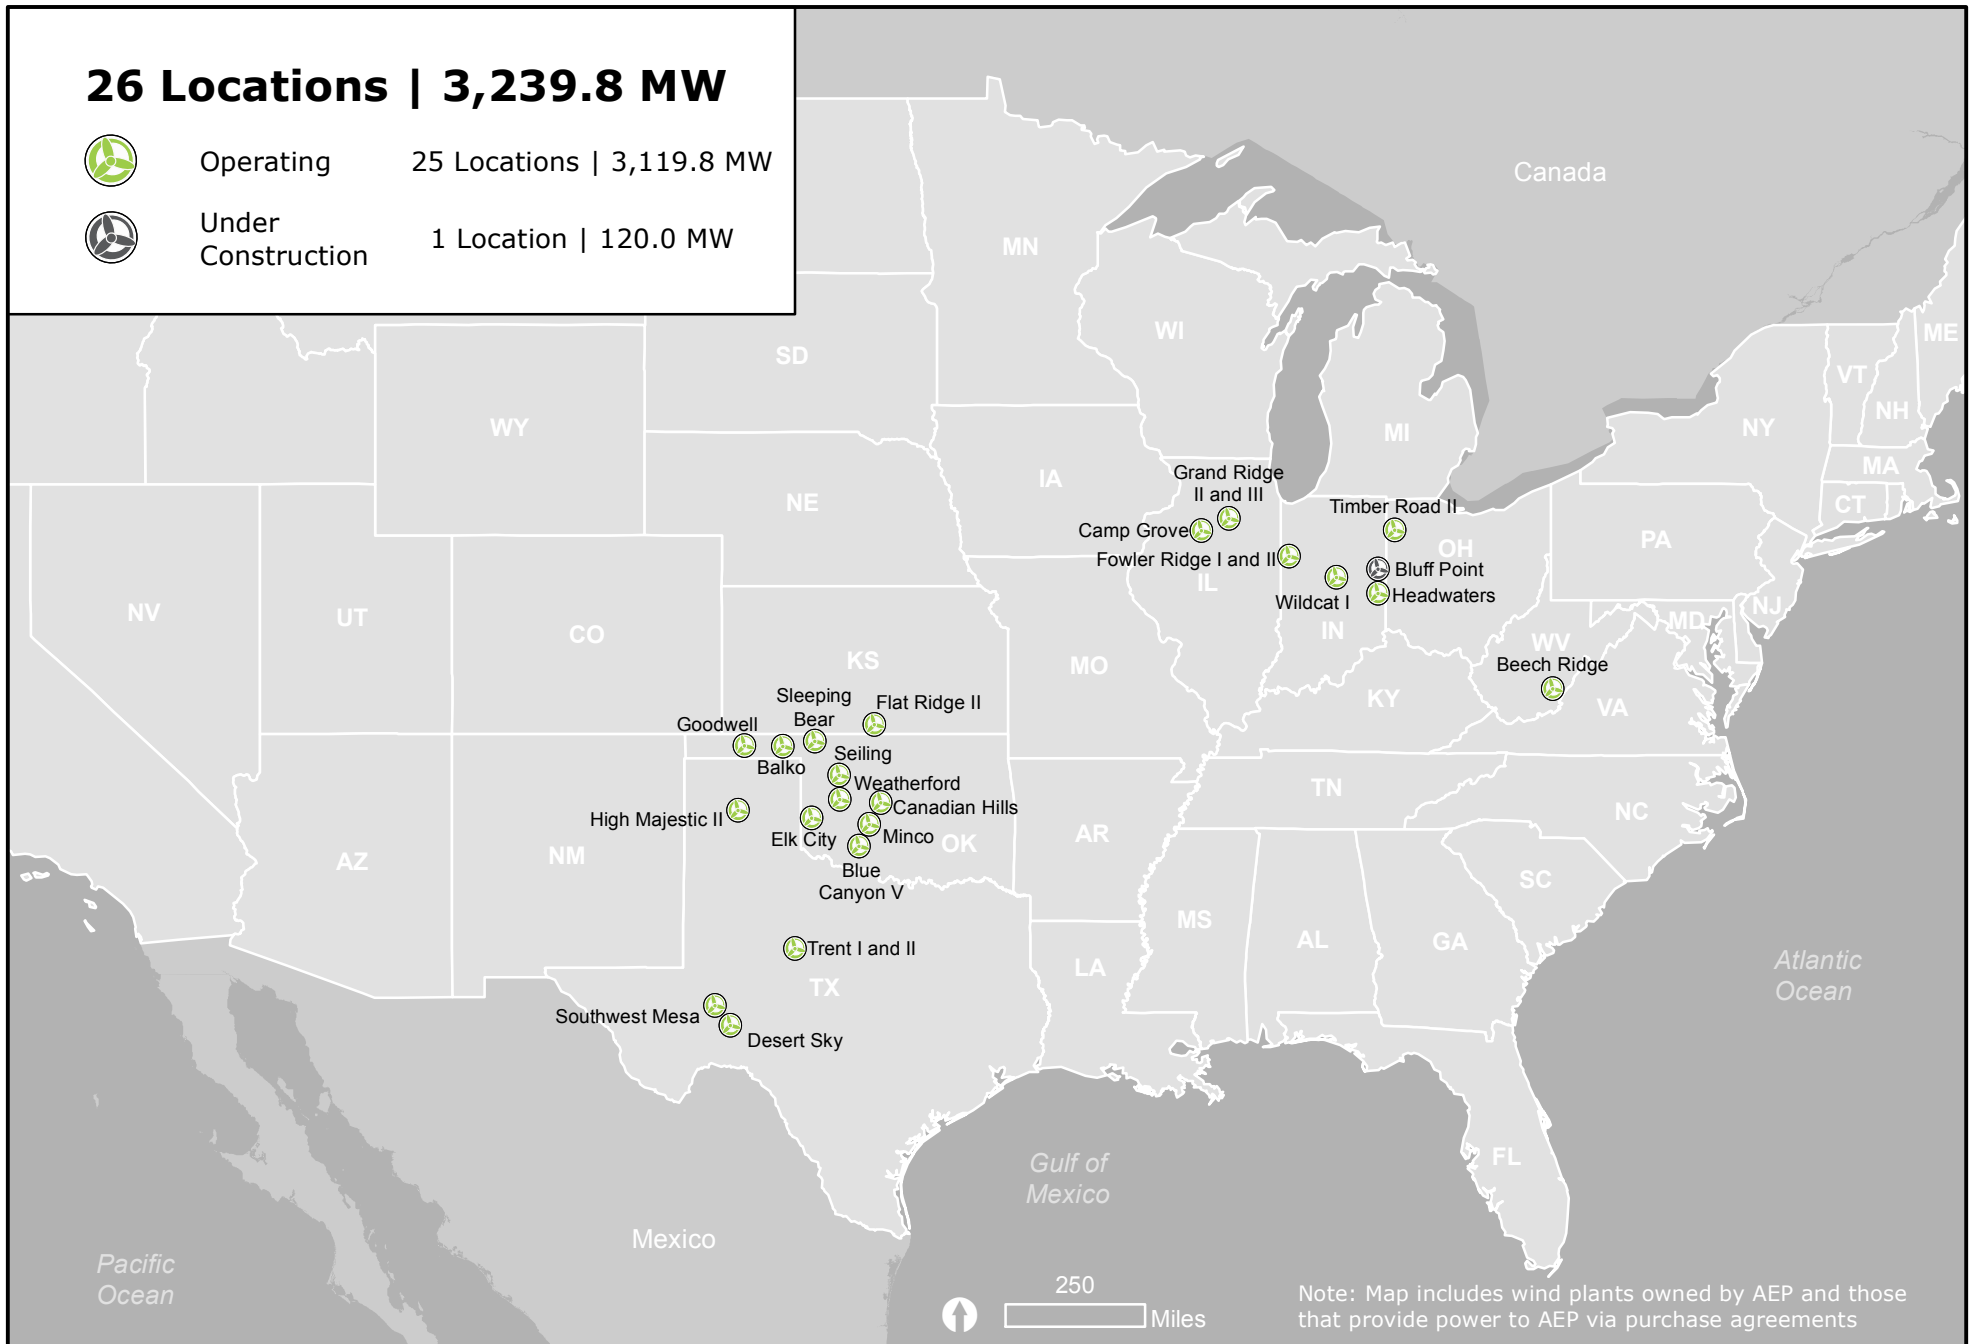 26 Locations | 3,239.8 MW
Operating 25 Locations | 3,119.8 MW
Under
Construction
1 Location | 120.0 MW
Canada
MN
ME
WI
SD
VT
NH
WY
MI
NY
MA
Grand Ridge
II and III
IA
NE
CT
Timber Road II
Camp Grove
OH
PA
Fowler Ridge I and II
Bluff Point
IL
Headwaters
Wildcat I
NJ
NV
UT
MD
CO
IN
WV
KS
MO
Beech Ridge
Sleeping
Bear
Flat Ridge II
KY
VA
Goodwell
Seiling
Balko
Weatherford
TN
Canadian Hills
High Majestic II
NC
Elk City
Minco
AR
OK
NM
AZ
Blue
Canyon V
SC
MS
AL
GA
Trent I and II
LA
TX
Atlantic
Ocean
Southwest Mesa
Desert Sky
FL
Gulf of
Mexico
Mexico
Pacific
Ocean
250
Miles
Note: Map includes wind plants owned by AEP and those
that provide power to AEP via purchase agreements